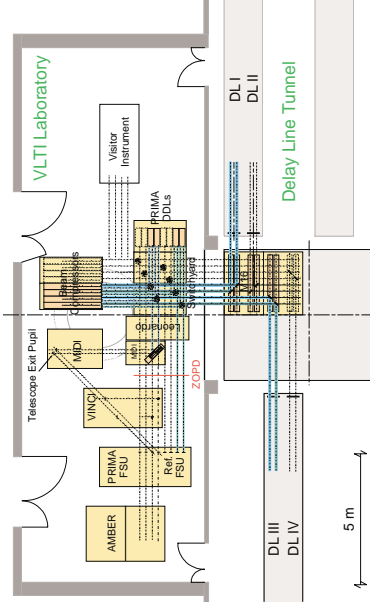 VLTI Laboratory
Delay Line Tunnel
DL I
DL II
Visitor
Instrument
PRIMA
DDLs
Beam
Compressors
Switchyard
M16
Leonardo
Telescope Exit Pupil
MIDI
MIDI
ZOPD
VINCI
PRIMA
FSU
Ref.
FSU
AMBER
DL III
DL IV
5 m